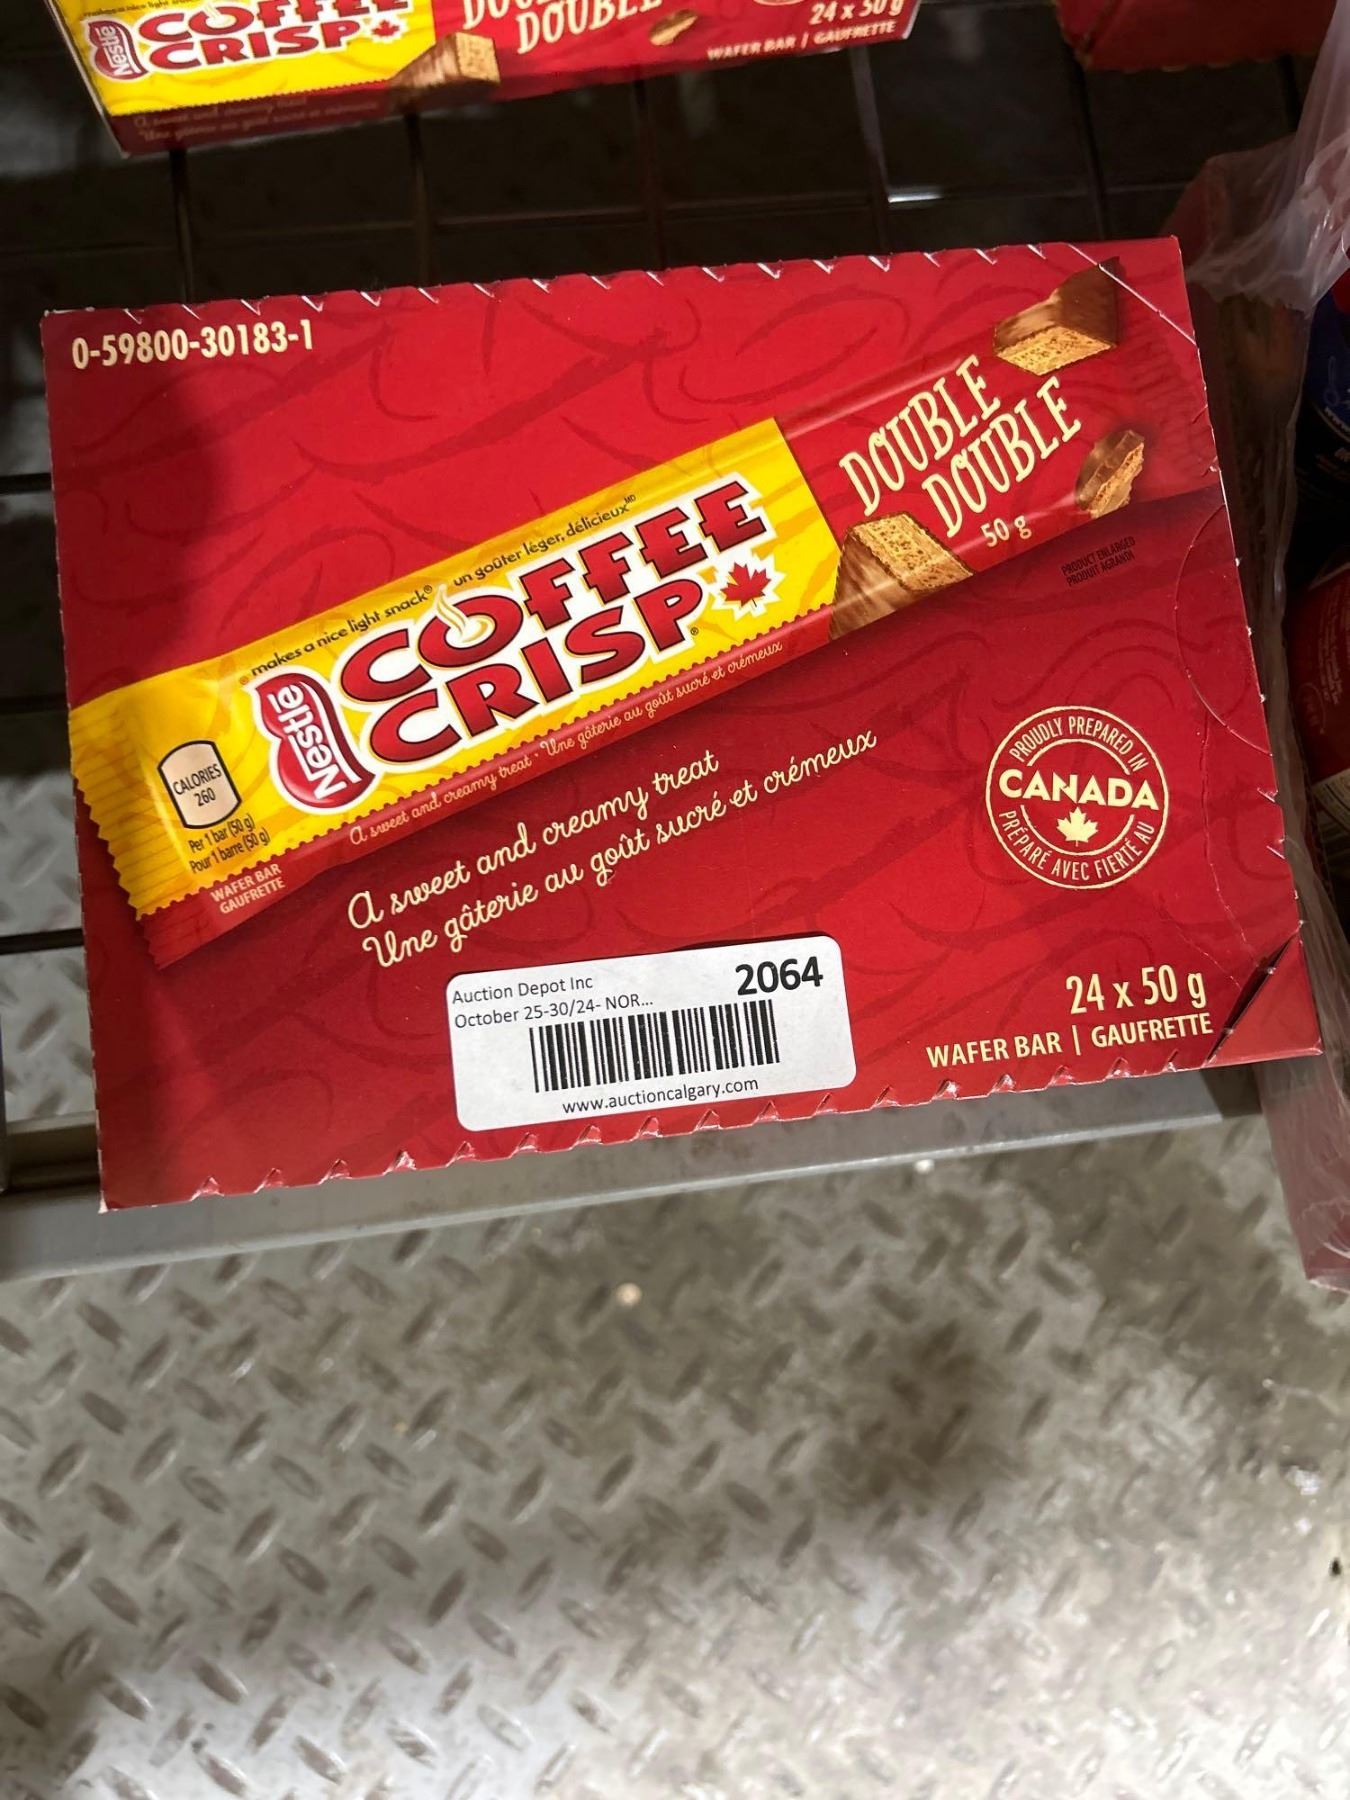 Nestlé
COFFEE
CRISP
DOUBLE
24 x 50 g
WAFER BAR | GAUFRETTE
0-59800-30183-1
makes a nice light snack® un goûter léger, délicieux MD
Nestlé
COFFEE
CRISP®
DOUBLE
DOUBLE
50 g
PRODUCT ENLARGED
PRODUIT AGRANDI
CALORIES
260
Per 1 bar (50 g)
Pour 1 barre (50 g)
WAFER BAR
GAUFRETTE
A sweet and creamy treat • Une gâterie au goût sucré et crémeux
A sweet and creamy treat
Une gâterie au goût sucré et crémeux
PROUDLY PREPARED IN
CANADA
PRÉPARÉ AVEC FIERTÉ AU
Auction Depot Inc
2064
October 25-30/24- NOR...
www.auctioncalgary.com
24 x 50 g
WAFER BAR | GAUFRETTE